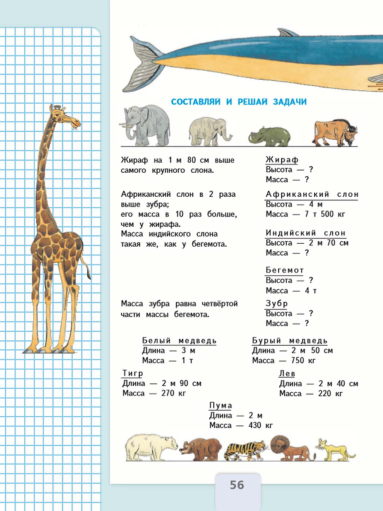 СОСТАВЛЯЙ И РЕШАЙ ЗАДАЧИ
Жираф на 1 м 80 см выше
самого крупного слона.
Жираф
Высота — ?
Масса — ?
Африканский слон в 2 раза
выше зубра;
его масса в 10 раз больше,
чем у жирафа.
Масса индийского слона
такая же, как у бегемота.
Африканский слон
Высота — 4 м
Масса — 7 т 500 кг
Индийский слон
Высота — 2 м 70 см
Масса — ?
Бегемот
Высота — ?
Масса — 4 т
Масса зубра равна четвёртой
части массы бегемота.
Зубр
Высота — ?
Масса — ?
Белый медведь
Длина — 3 м
Масса — 1 т
Бурый медведь
Длина — 2 м 50 см
Масса — 750 кг
Тигр
Длина — 2 м 90 см
Масса — 270 кг
Лев
Длина — 2 м 40 см
Масса — 220 кг
Пума
Длина — 2 м
Масса — 430 кг
56